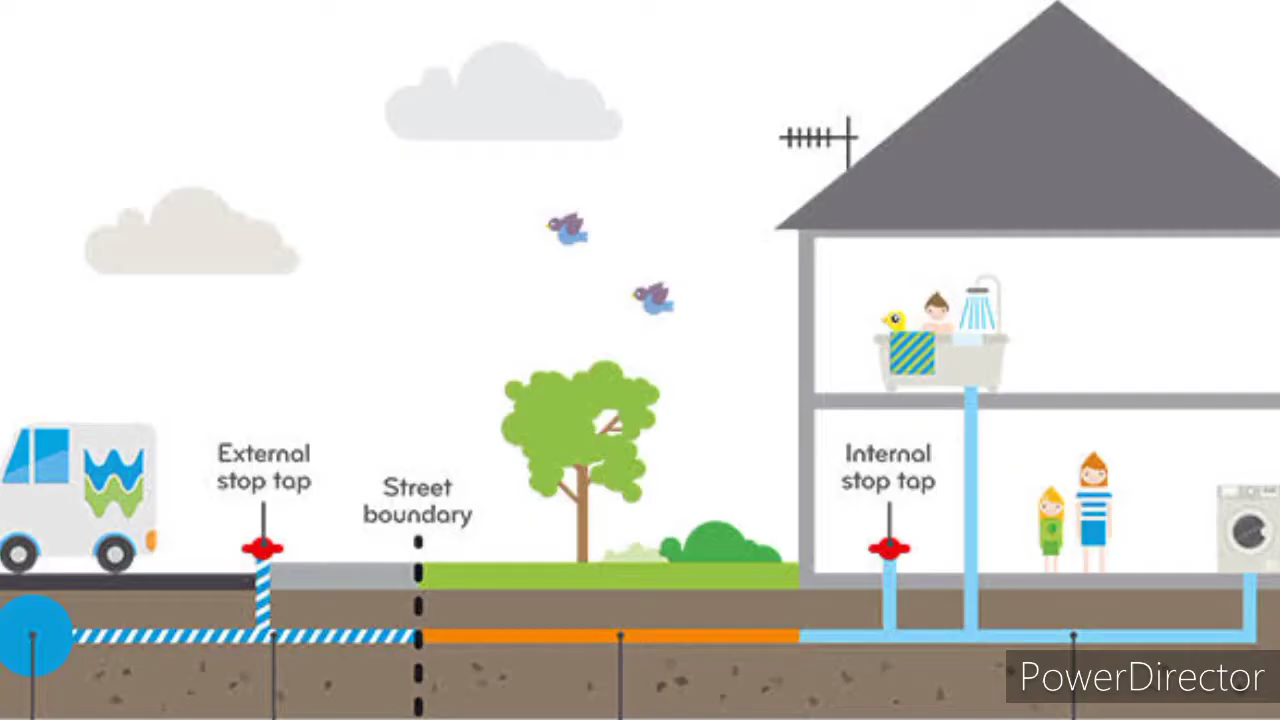 External
stop tap
Street
boundary
Internal
stop tap
PowerDirector